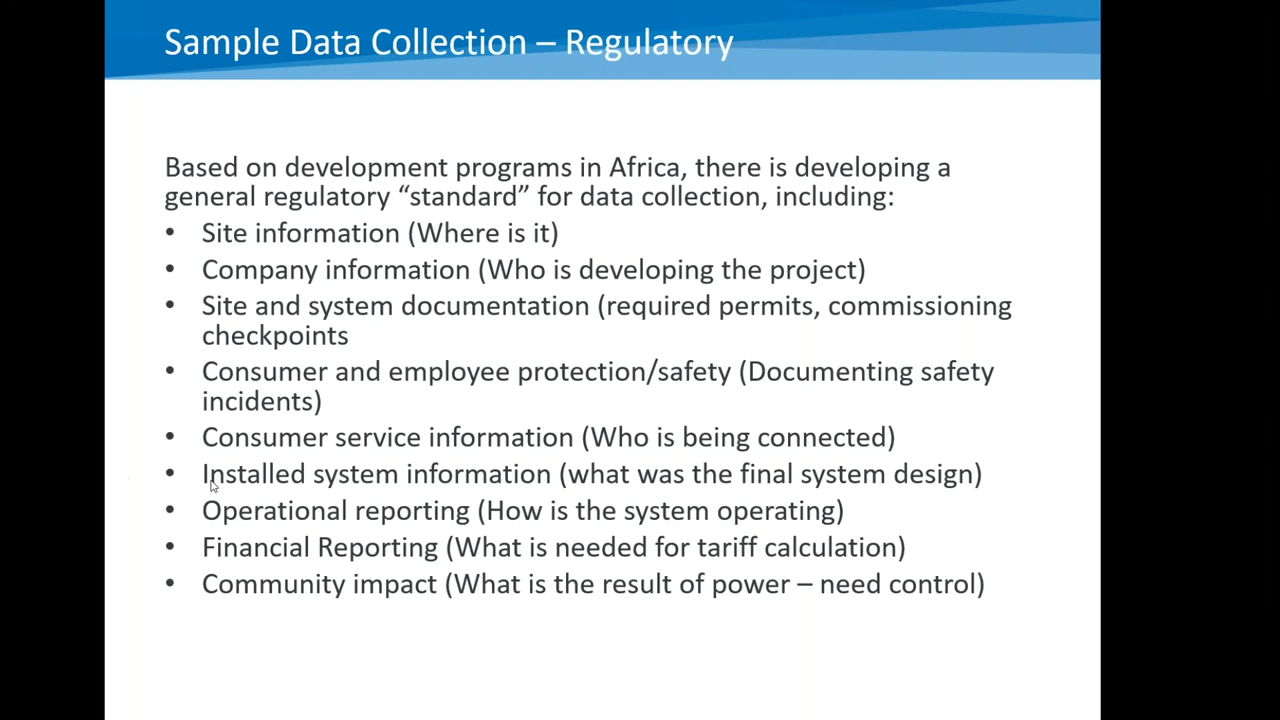 Sample Data Collection – Regulatory
Based on development programs in Africa, there is developing a
general regulatory “standard” for data collection, including:
• Site information (Where is it)
• Company information (Who is developing the project)
• Site and system documentation (required permits, commissioning
checkpoints
• Consumer and employee protection/safety (Documenting safety
incidents)
• Consumer service information (Who is being connected)
• Installed system information (what was the final system design)
• Operational reporting (How is the system operating)
• Financial Reporting (What is needed for tariff calculation)
• Community impact (What is the result of power – need control)